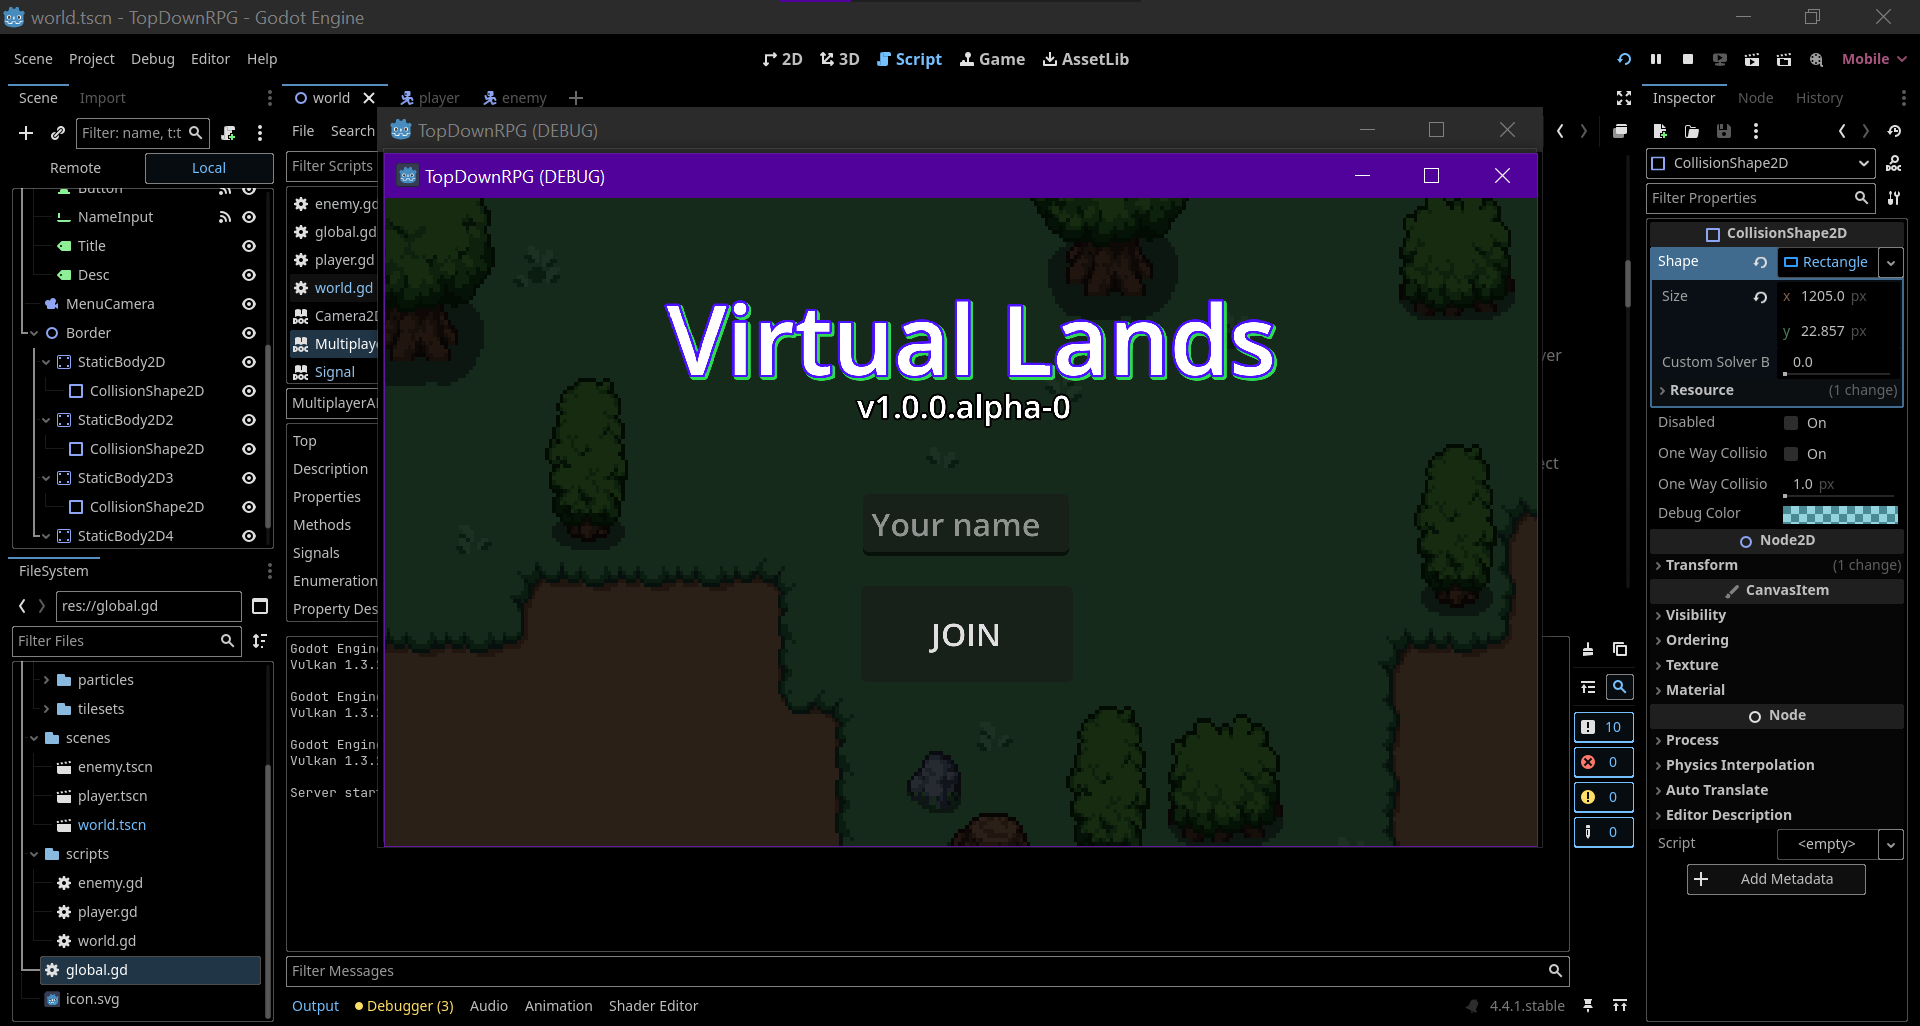 world.tscn - TopDownRPG - Godot Engine
Scene Project Debug Editor Help
2D 3D Script Game AssetLib
Mobile
Scene Import
Filter: name, t:t
Remote Local
Button
NameInput
Title
Desc
MenuCamera
Border
StaticBody2D
CollisionShape2D
StaticBody2D2
CollisionShape2D
StaticBody2D3
CollisionShape2D
StaticBody2D4
FileSystem
res://global.gd
Filter Files
particles
tilesets
scenes
enemy.tscn
player.tscn
world.tscn
scripts
enemy.gd
player.gd
world.gd
global.gd
icon.svg
world player enemy
File Search
Filter Scripts
enemy.gd
global.gd
player.gd
world.gd
Camera2D
Multiplaye
Signal
MultiplayerA
Top
Description
Properties
Methods
Signals
Enumeration
Property Des
Godot Engin
Vulkan 1.3.
Godot Engin
Vulkan 1.3.
Godot Engin
Vulkan 1.3.
Server star
TopDownRPG (DEBUG)
TopDownRPG (DEBUG)
Virtual Lands
v1.0.0.alpha-0
Your name
JOIN
yer
ect
10
0
0
0
Filter Messages
Output Debugger (3) Audio Animation Shader Editor
4.4.1.stable
Inspector Node History
CollisionShape2D
Filter Properties
CollisionShape2D
Shape Rectangle
Size x 1205.0 px
y 22.857 px
Custom Solver B 0.0
Resource (1 change)
Disabled On
One Way Collisio On
One Way Collisio 1.0 px
Debug Color
Node2D
Transform (1 change)
CanvasItem
Visibility
Ordering
Texture
Material
Node
Process
Physics Interpolation
Auto Translate
Editor Description
Script <empty>
Add Metadata